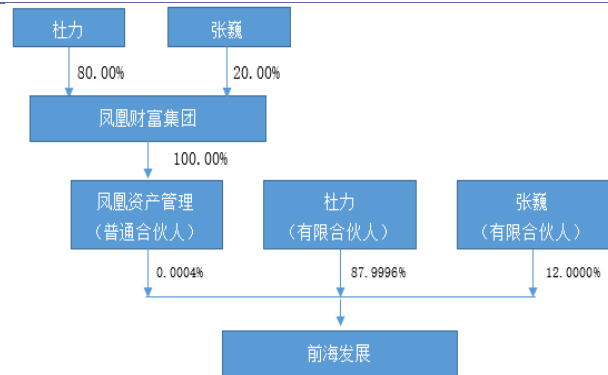 杜力
张巍
80.00%
20.00%
凤凰财富集团
100.00%
凤凰资产管理
（普通合伙人）
杜力
（有限合伙人）
张巍
（有限合伙人）
0.0004%
87.9996%
12.0000%
前海发展